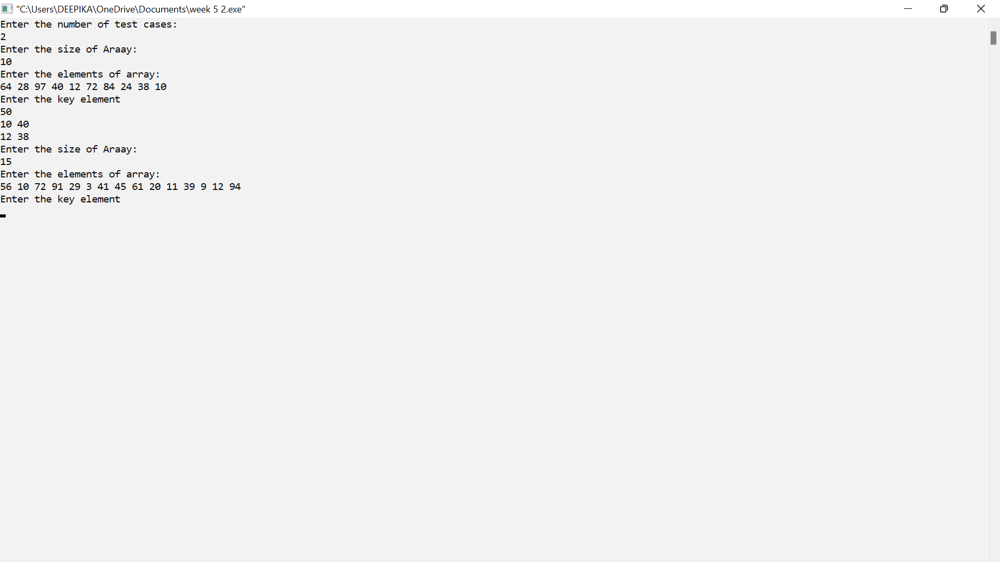 "C:\Users\DEEPIKA\OneDrive\Documents\week 5 2.exe"
Enter the number of test cases:
2
Enter the size of Araay:
10
Enter the elements of array:
64 28 97 40 12 72 84 24 38 10
Enter the key element
50
10 40
12 38
Enter the size of Araay:
15
Enter the elements of array:
56 10 72 91 29 3 41 45 61 20 11 39 9 12 94
Enter the key element